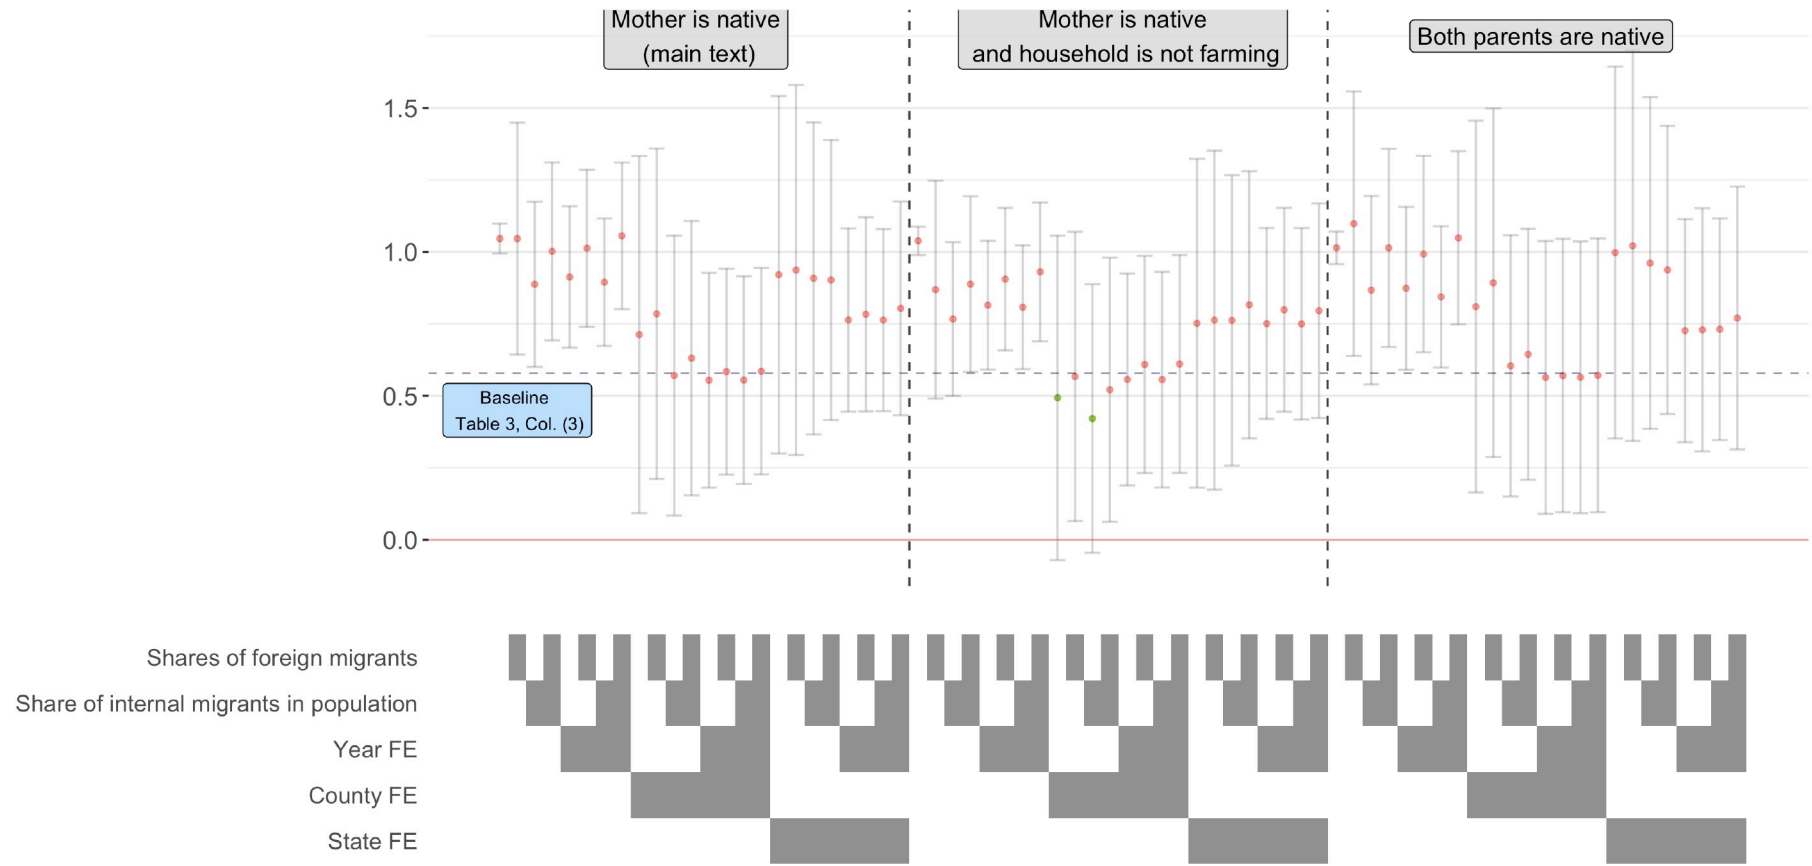 Mother is native
(main text)
Mother is native
and household is not farming
Both parents are native
1.5
1.0
0.5
0.0
Baseline
Table 3, Col. (3)
Shares of foreign migrants
Share of internal migrants in population
Year FE
County FE
State FE